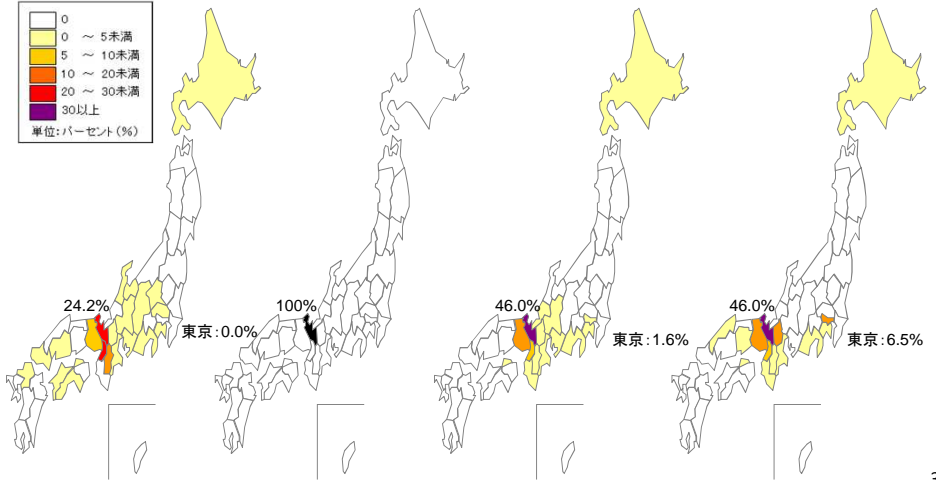 0
0 ～ 5未満
5 ～ 10未満
10 ～ 20未満
20 ～ 30未満
30以上
単位：パーセント（％）
24.2%
東京：0.0%
100%
46.0%
東京：1.6%
46.0%
東京：6.5%